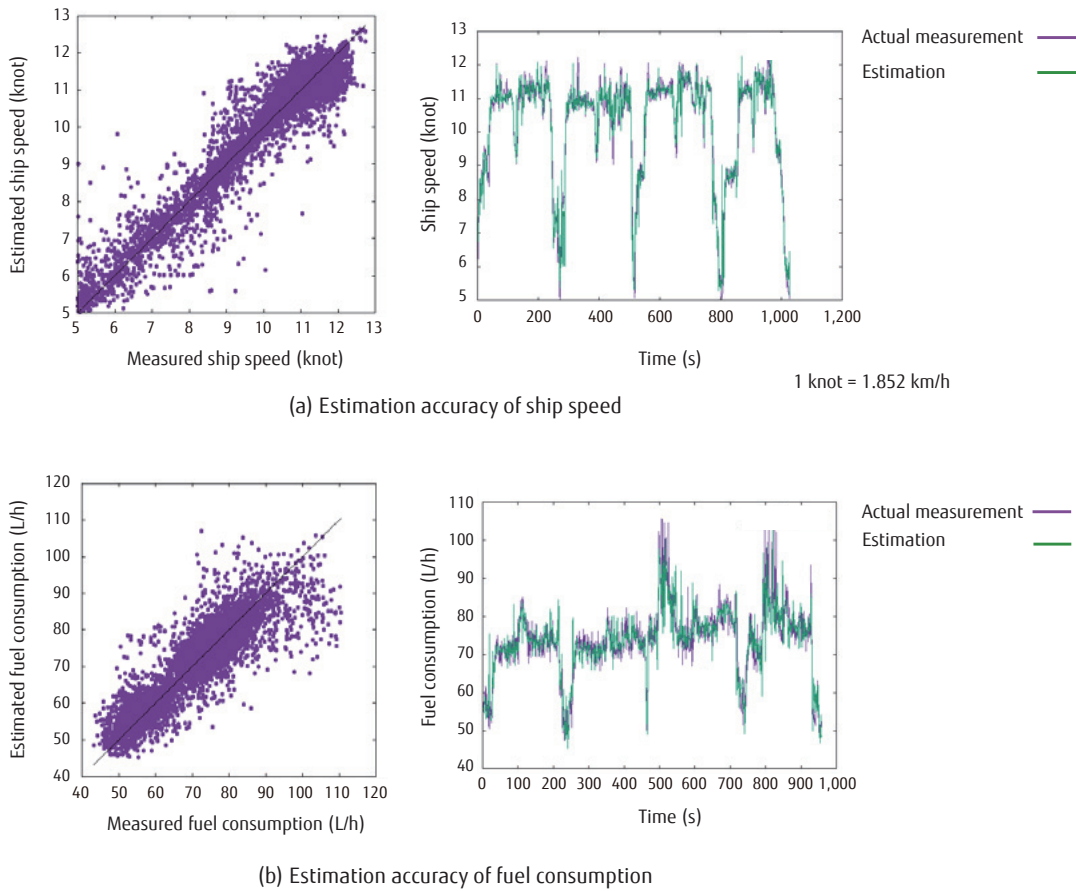 13
12
11
10
9
8
7
6
5
5 6 7 8 9 10 11 12 13
Estimated ship speed (knot)
Measured ship speed (knot)
13
12
11
10
9
8
7
6
5
0 200 400 600 800 1,000 1,200
Ship speed (knot)
Time (s)
Actual measurement
Estimation
1 knot = 1.852 km/h
(a) Estimation accuracy of ship speed
120
110
100
90
80
70
60
50
40
40 50 60 70 80 90 100 110 120
Estimated fuel consumption (L/h)
Measured fuel consumption (L/h)
110
100
90
80
70
60
50
40
0 100 200 300 400 500 600 700 800 900 1,000
Fuel consumption (L/h)
Time (s)
Actual measurement
Estimation
(b) Estimation accuracy of fuel consumption